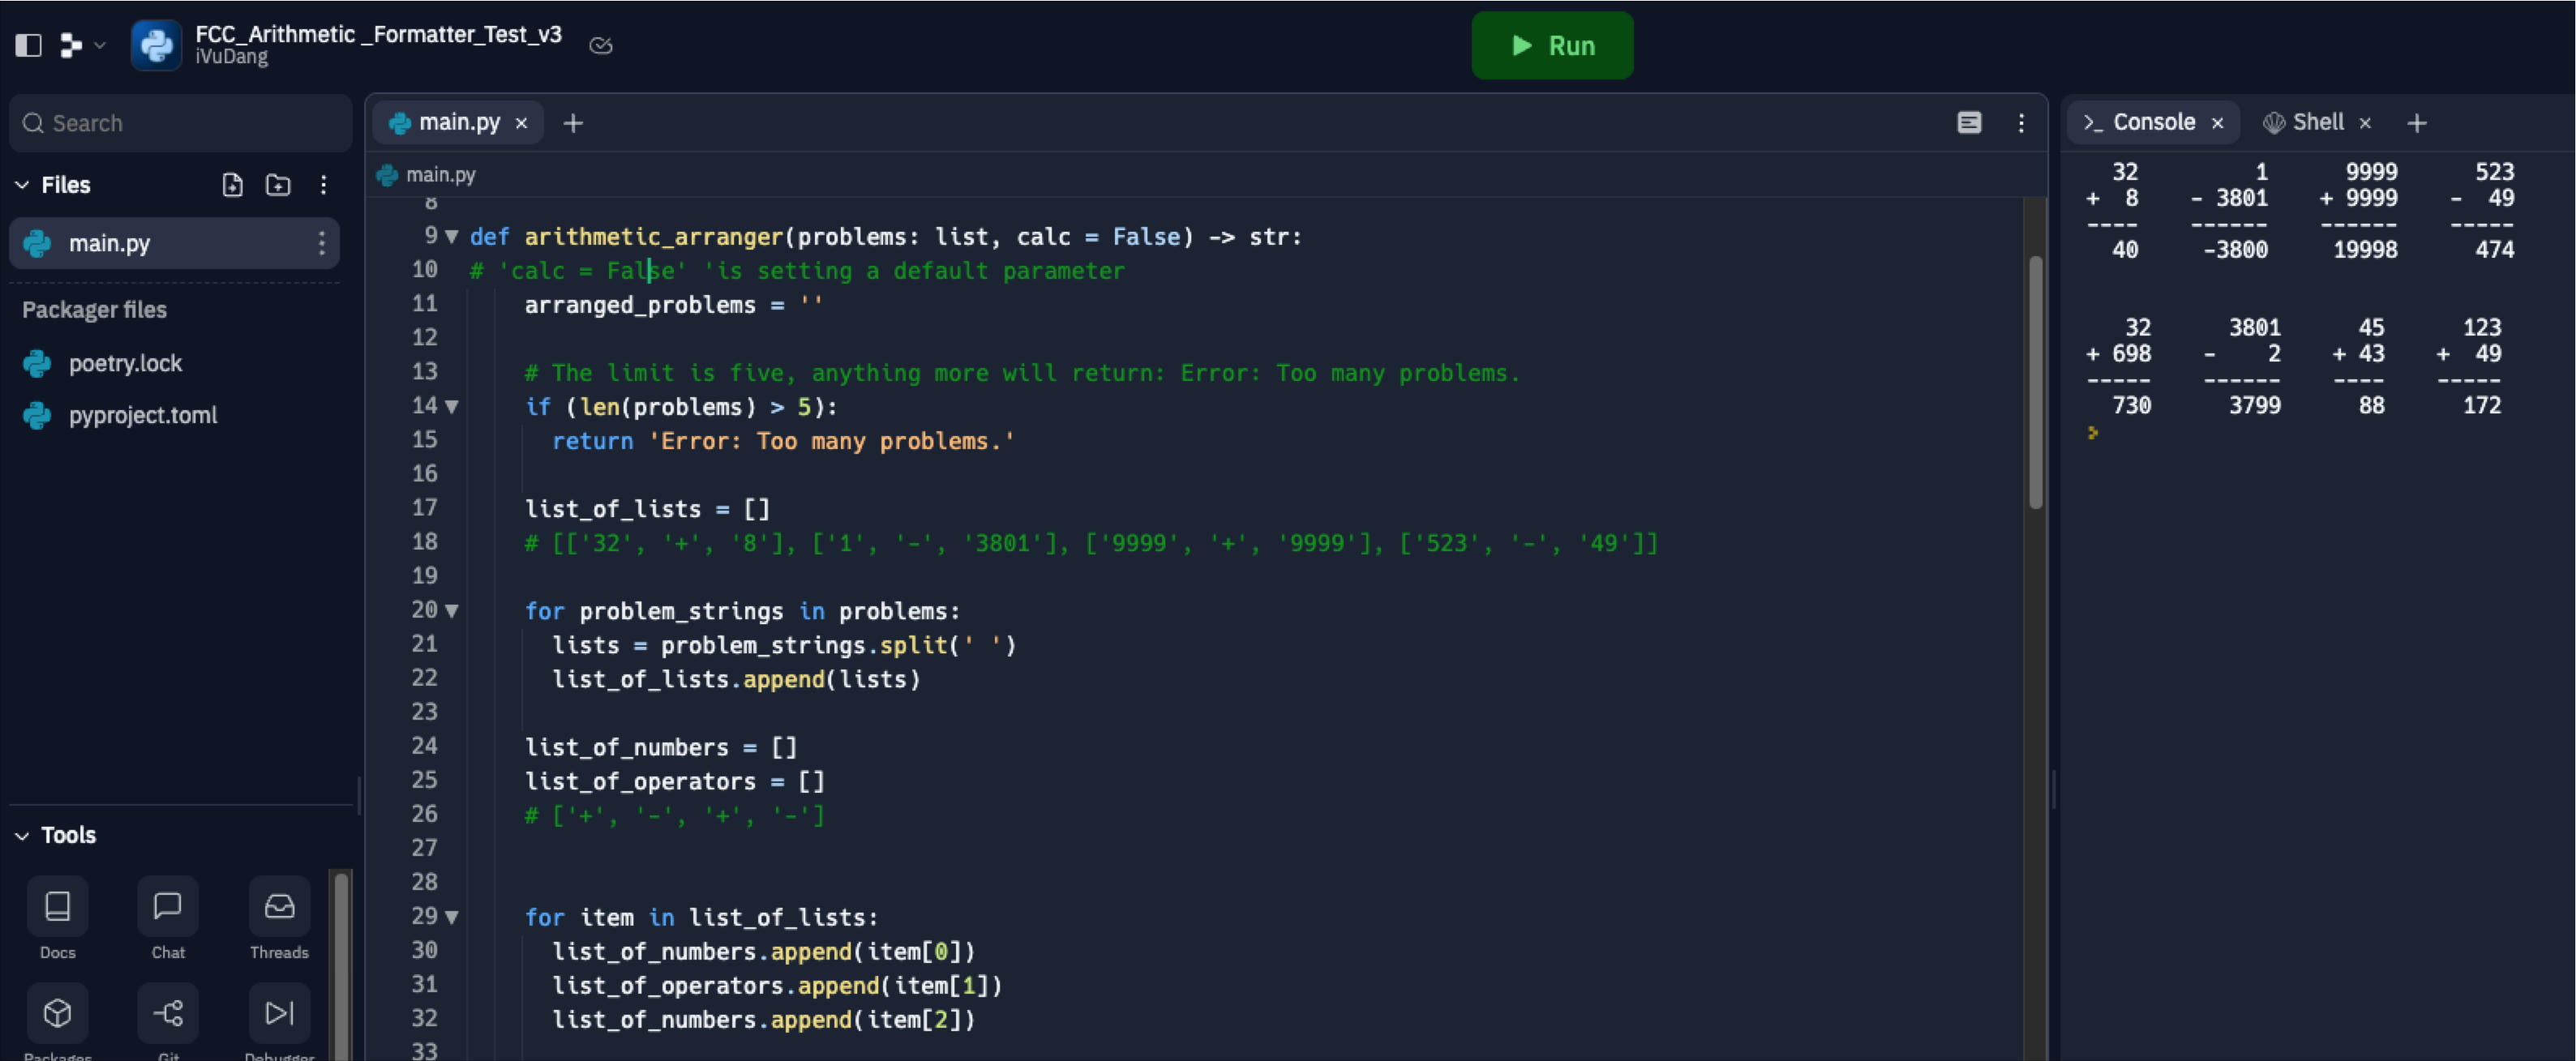 FCC_Arithmetic _Formatter_Test_v3
iVuDang
Run
Search
Files
main.py
Packager files
poetry.lock
pyproject.toml
Tools
Docs Chat Threads
Packages Git Debugger
main.py × +
main.py
8
9 def arithmetic_arranger(problems: list, calc = False) -> str:
10 # 'calc = False' 'is setting a default parameter
11     arranged_problems = ''
12
13     # The limit is five, anything more will return: Error: Too many problems.
14     if (len(problems) > 5):
15       return 'Error: Too many problems.'
16
17     list_of_lists = []
18     # [['32', '+', '8'], ['1', '-', '3801'], ['9999', '+', '9999'], ['523', '-', '49']]
19
20     for problem_strings in problems:
21       lists = problem_strings.split(' ')
22       list_of_lists.append(lists)
23
24     list_of_numbers = []
25     list_of_operators = []
26     # ['+', '-', '+', '-']
27
28
29     for item in list_of_lists:
30       list_of_numbers.append(item[0])
31       list_of_operators.append(item[1])
32       list_of_numbers.append(item[2])
33
>_ Console × Shell × +
  32         1      9999      523
+  8    - 3801    + 9999    -  49
----    ------    ------    -----
  40     -3800     19998      474
   32      3801      45      123
+ 698    -    2    + 43    +  49
-----    ------    ----    -----
  730      3799      88      172
>